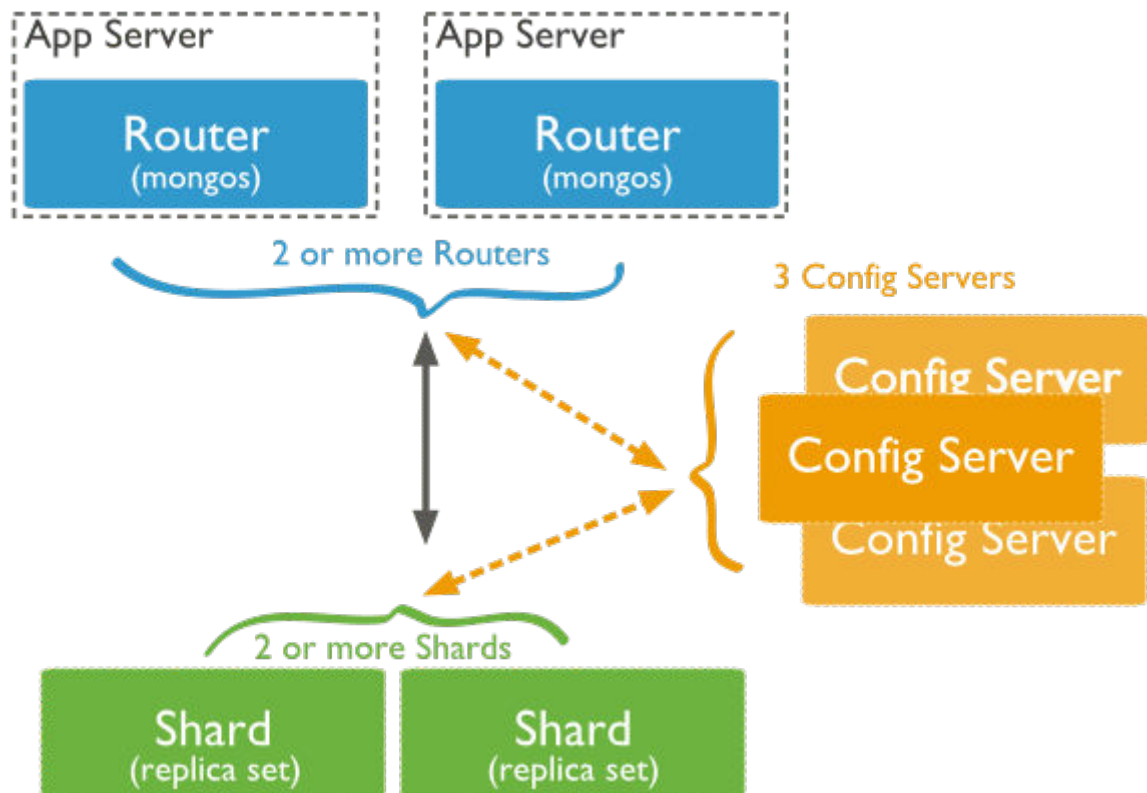 App Server
App Server
Router
(mongos)
Router
(mongos)
2 or more Routers
3 Config Servers
Config Server
Config Server
Config Server
2 or more Shards
Shard
(replica set)
Shard
(replica set)